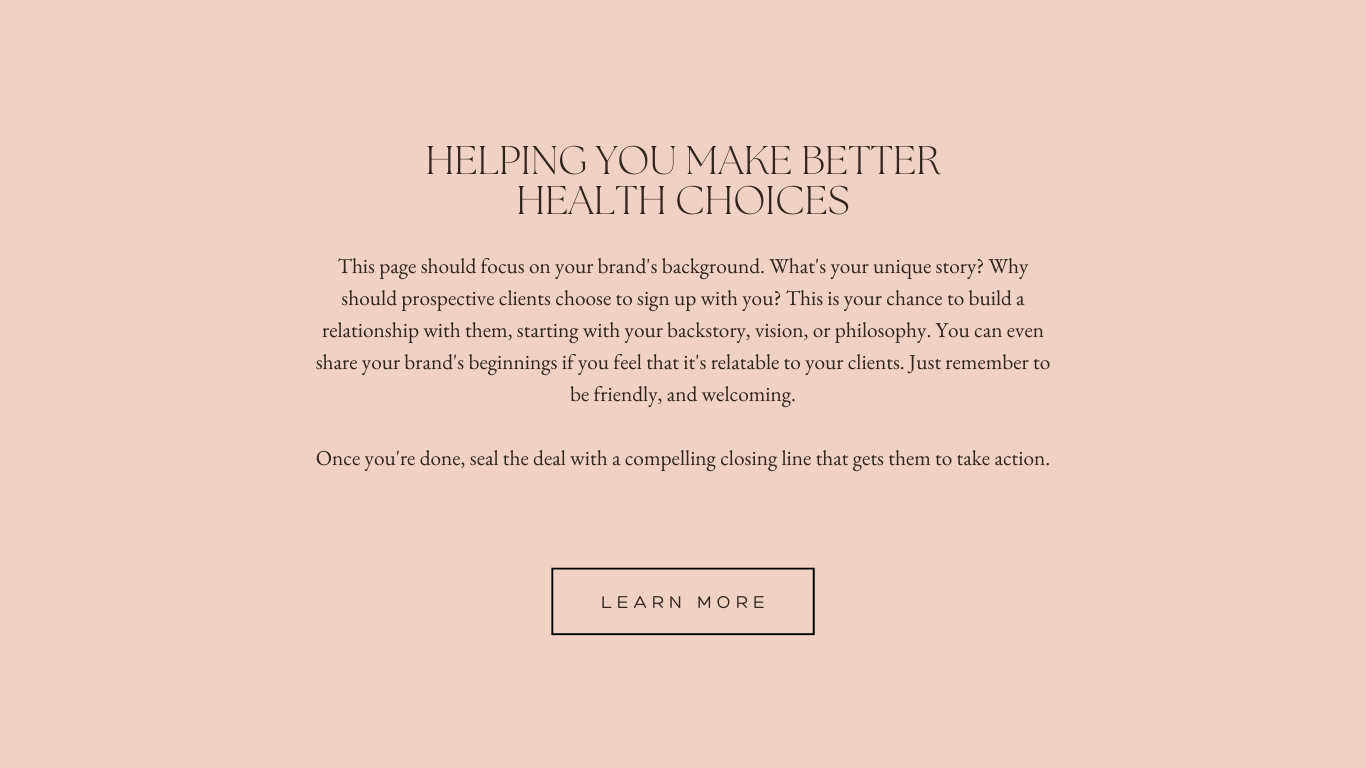 HELPING YOU MAKE BETTER
HEALTH CHOICES
This page should focus on your brand's background. What's your unique story? Why
should prospective clients choose to sign up with you? This is your chance to build a
relationship with them, starting with your backstory, vision, or philosophy. You can even
share your brand's beginnings if you feel that it's relatable to your clients. Just remember to
be friendly, and welcoming.
Once you're done, seal the deal with a compelling closing line that gets them to take action.
LEARN MORE